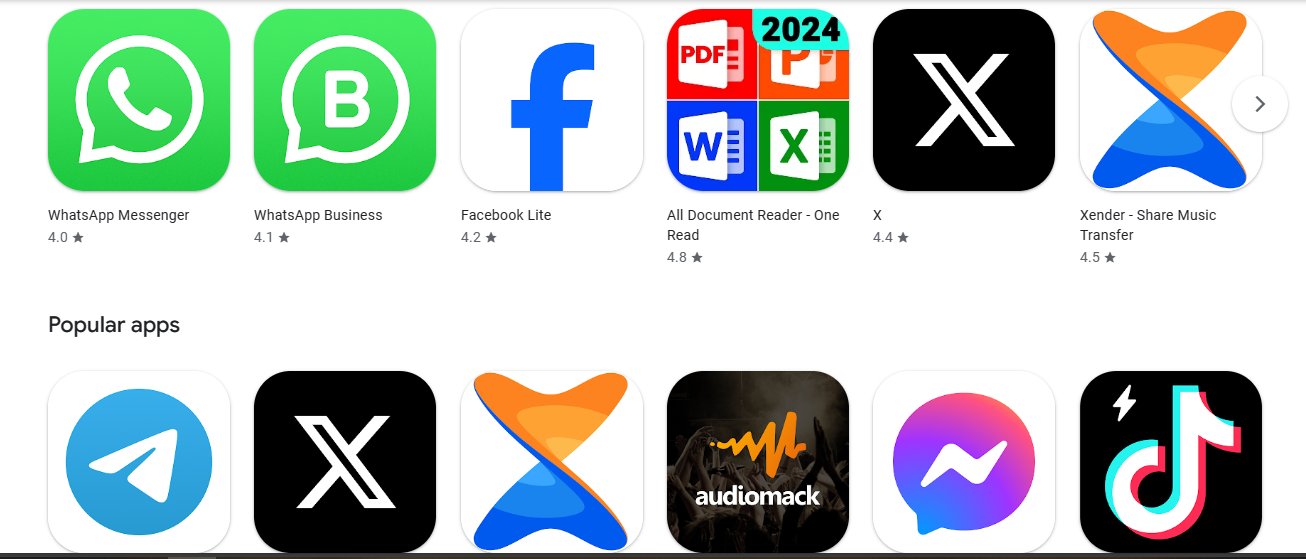 B
PDF
2024
P
W
X
X
WhatsApp Messenger
WhatsApp Business
Facebook Lite
All Document Reader - One
Read
X
Xender - Share Music
Transfer
4.0 ★
4.1 ★
4.2 ★
4.8 ★
4.4 ★
4.5 ★
Popular apps
X
audiomack